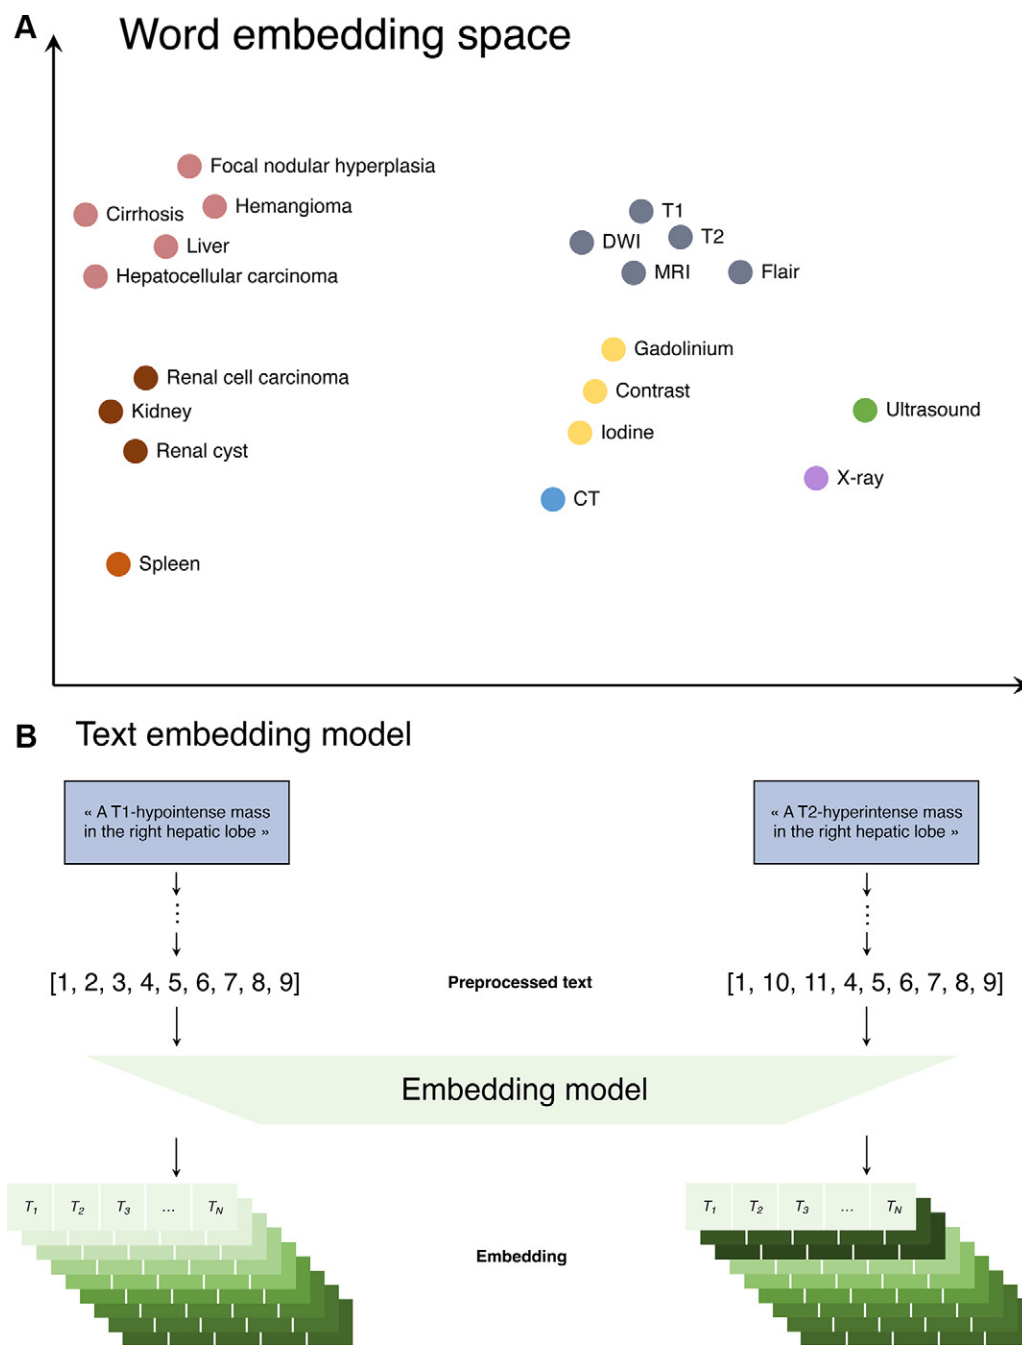 A
Word embedding space
Focal nodular hyperplasia
Cirrhosis
Hemangioma
Liver
Hepatocellular carcinoma
T1
DWI
T2
MRI
Flair
Gadolinium
Contrast
Iodine
CT
Ultrasound
X-ray
Renal cell carcinoma
Kidney
Renal cyst
Spleen
B
Text embedding model
« A T1-hypointense mass
in the right hepatic lobe »
« A T2-hyperintense mass
in the right hepatic lobe »
[1, 2, 3, 4, 5, 6, 7, 8, 9]
Preprocessed text
[1, 10, 11, 4, 5, 6, 7, 8, 9]
Embedding model
T1 T2 T3 ... TN
T1 T2 T3 ... TN
Embedding